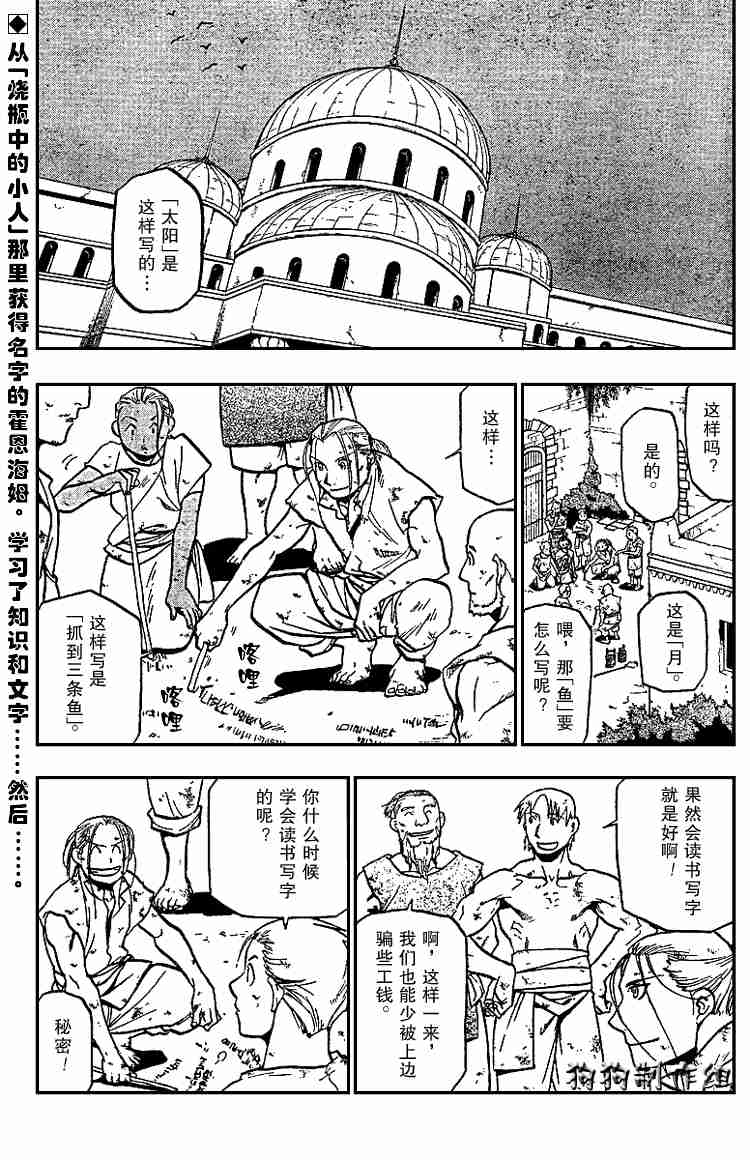 ◆从「烧瓶中的小人」那里获得名字的霍恩海姆。学习了知识和文字……然后……。
「太阳」是
这样写的…
这样吗？
是的。
这是「月」。
喂，那「鱼」要
怎么写呢？
这样…
这样写是
「抓到三条鱼」。
喀哩
喀哩
果然会读书写字
就是好啊！
啊，这样一来，
我们也能少被上边
骗些工钱。
你什么时候
学会读书写字
的呢？
秘密！
狗狗制作组